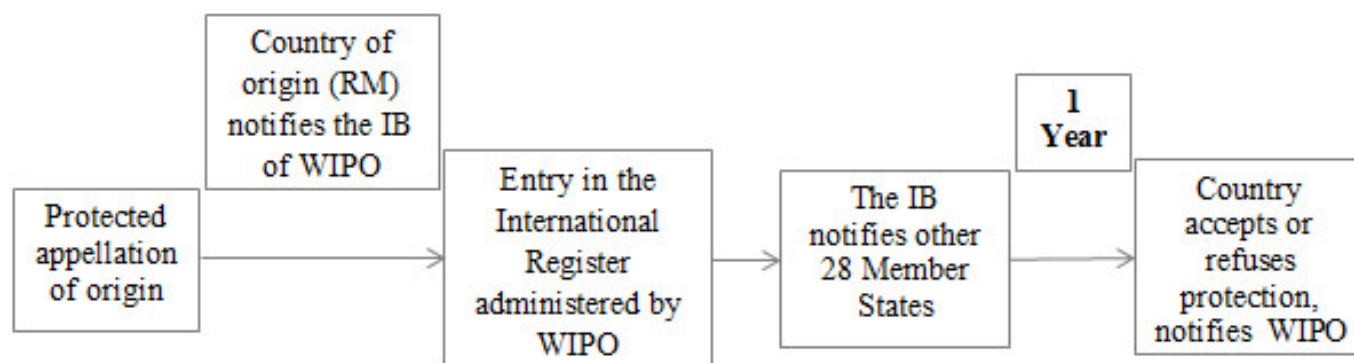 Protected
appellation
of origin
Country of
origin (RM)
notifies the IB
of WIPO
Entry in the
International
Register
administered by
WIPO
The IB
notifies other
28 Member
States
1
Year
Country
accepts or
refuses
protection,
notifies WIPO